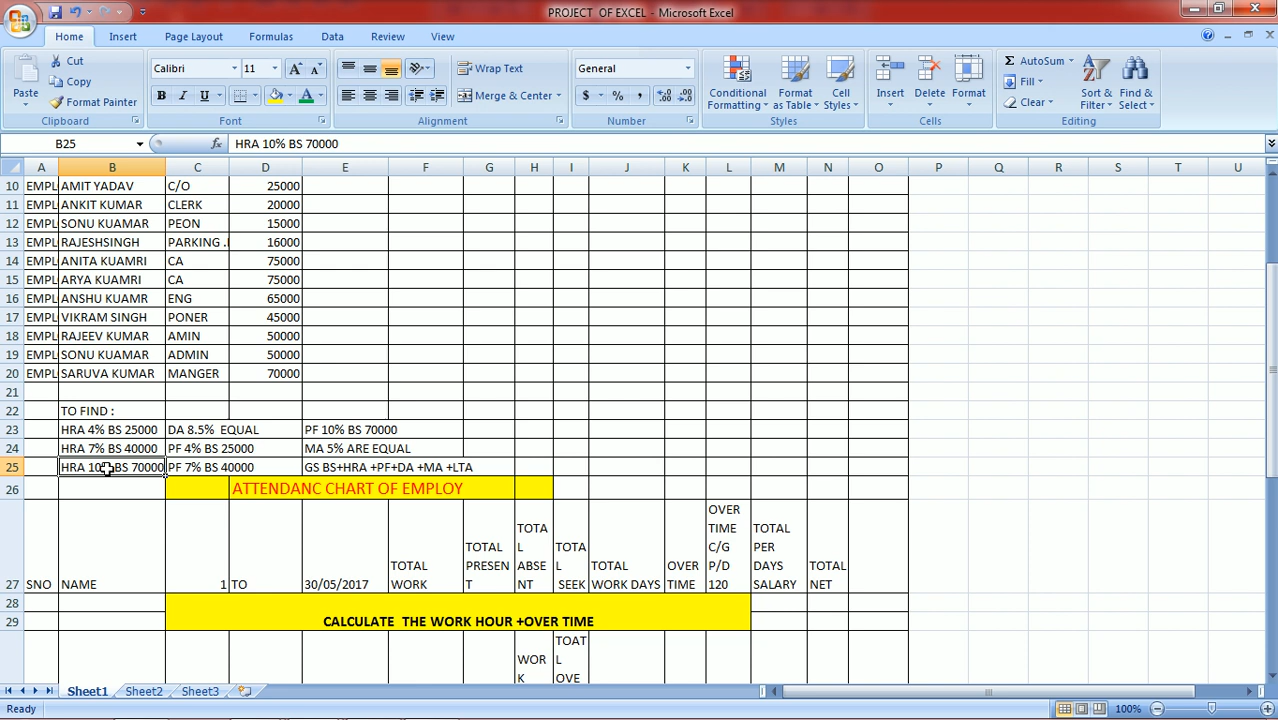 PROJECT OF EXCEL - Microsoft Excel
Home Insert Page Layout Formulas Data Review View
Paste Cut Copy Format Painter Clipboard
Calibri 11 B I U Font
Wrap Text Merge & Center Alignment
General $ % , Number
Conditional Formatting Format as Table Cell Styles Styles
Insert Delete Format Cells
AutoSum Fill Clear Sort & Filter Find & Select Editing
B25 fx HRA 10% BS 70000
A B C D E F G H I J K L M N O P Q R S T U
10 EMPL AMIT YADAV C/O 25000
11 EMPL ANKIT KUMAR CLERK 20000
12 EMPL SONU KUAMAR PEON 15000
13 EMPL RAJESHSINGH PARKING . 16000
14 EMPL ANITA KUAMRI CA 75000
15 EMPL ARYA KUAMRI CA 75000
16 EMPL ANSHU KUAMR ENG 65000
17 EMPL VIKRAM SINGH PONER 45000
18 EMPL RAJEEV KUMAR AMIN 50000
19 EMPL SONU KUAMAR ADMIN 50000
20 EMPL SARUVA KUMAR MANGER 70000
21
22 TO FIND :
23 HRA 4% BS 25000 DA 8.5% EQUAL PF 10% BS 70000
24 HRA 7% BS 40000 PF 4% BS 25000 MA 5% ARE EQUAL
25 HRA 10% BS 70000 PF 7% BS 40000 GS BS+HRA +PF+DA +MA +LTA
26 ATTENDANC CHART OF EMPLOY
27 SNO NAME 1 TO 30/05/2017 TOTAL WORK TOTAL PRESENT TOTAL ABSENT TOTAL SEEK TOTAL WORK DAYS OVER TIME OVER TIME C/G P/D 120 TOTAL PER DAYS SALARY TOTAL NET
28
29 CALCULATE THE WORK HOUR +OVER TIME
WORK TOATL OVE
Sheet1 Sheet2 Sheet3
Ready 100%